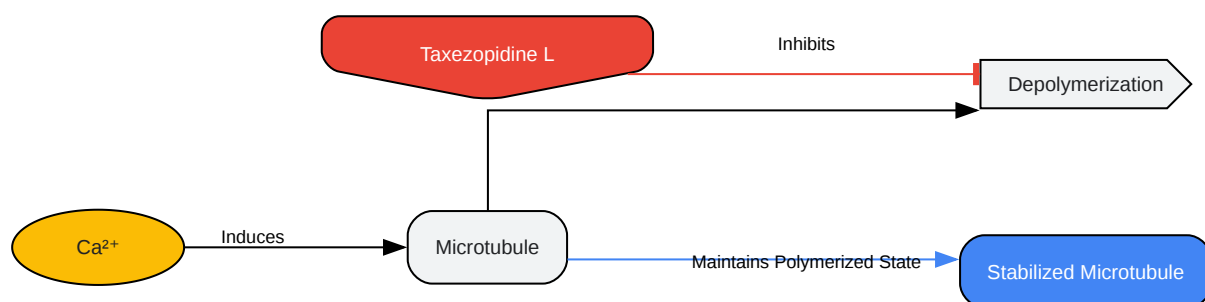 Taxezopidine L
Inhibits
Depolymerization
Ca²⁺
Induces
Microtubule
Maintains Polymerized State
Stabilized Microtubule